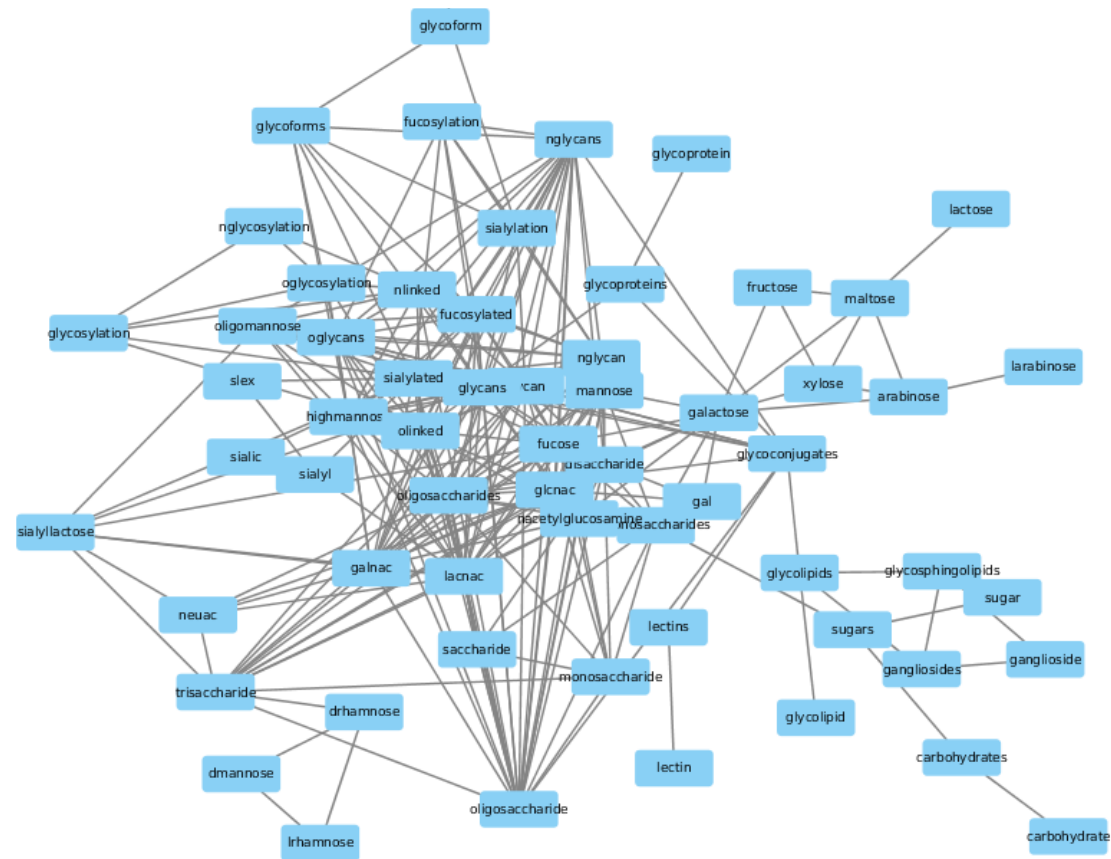 glycoform
glycoforms
fucosylation
nglycans
glycoprotein
lactose
nglycosylation
sialylation
oglycosylation
nlinked
glycoproteins
fructose
maltose
fucosylated
oligomannose
glycosylation
oglycans
nglycan
larabinose
slex
sialylated
glycans
mannose
xylose
arabinose
highmannos
galactose
olinked
fucose
glycoconjugates
sialic
sialyl
disaccharide
oligosaccharides
glcnac
gal
sialyllactose
nacetylglucosamine
nosaccharides
galnac
lacnac
glycolipids
glycosphingolipids
sugar
neuac
lectins
sugars
saccharide
gangliosides
ganglioside
trisaccharide
monosaccharide
drhamnose
glycolipid
dmannose
lectin
carbohydrates
oligosaccharide
lrhamnose
carbohydrate